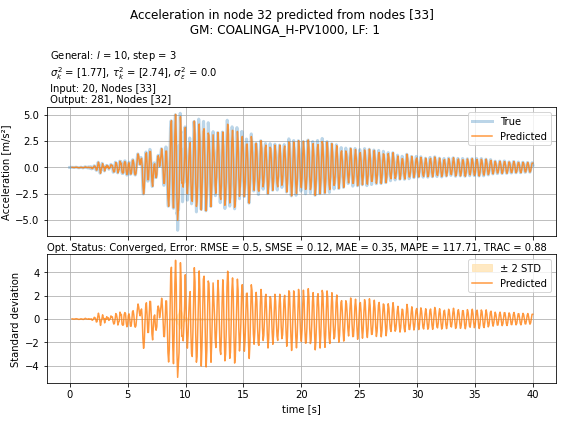 Acceleration in node 32 predicted from nodes [33]
GM: COALINGA_H-PV1000, LF: 1
General: l = 10, step = 3
σ²ₖ = [1.77], τ²ₖ = [2.74], σ²ε = 0.0
Input: 20, Nodes [33]
Output: 281, Nodes [32]
Acceleration [m/s²]
5.0
2.5
0.0
−2.5
−5.0
True
Predicted
Opt. Status: Converged, Error: RMSE = 0.5, SMSE = 0.12, MAE = 0.35, MAPE = 117.71, TRAC = 0.88
Standard deviation
4
2
0
−2
−4
± 2 STD
Predicted
0 5 10 15 20 25 30 35 40
time [s]